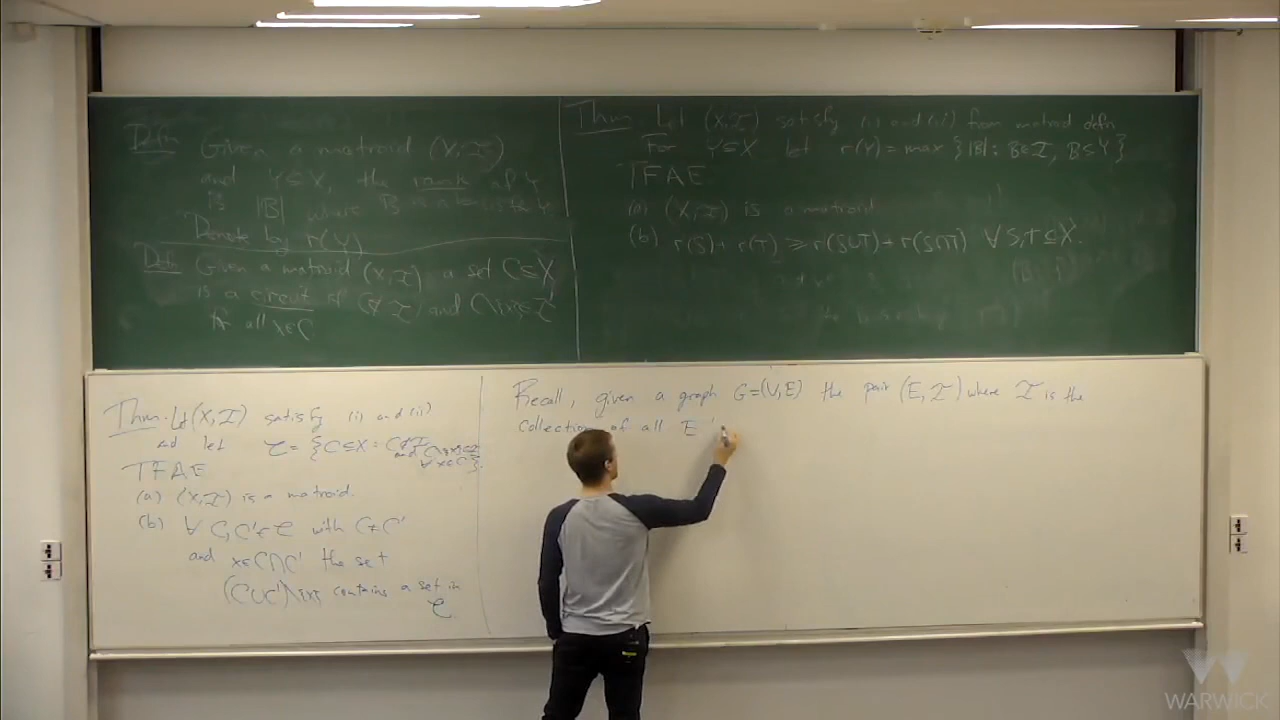 Defn Given a matroid (X, I)
and Y⊆X, the rank of Y
is |B| where B is a basis
Denote by r(Y)
Defn Given a matroid (X, I) a set C⊆X
is a circuit if C∉I and C\{x}∈I
for all x∈C
Thm Let (X, I) satisfy (i) and (ii) from matroid defn
For Y⊆X let r(Y) = max {|B| : B∈I, B⊆Y}
TFAE
(a) (X, I) is a matroid
(b) r(S) + r(T) ≥ r(S∪T) + r(S∩T) ∀ S,T⊆X.
Thm. Let (X, I) satisfy (i) and (ii)
and let C = {C⊆X : C∉I
and C\{x}∈I
∀ x∈C}.
TFAE
(a) (X, I) is a matroid.
(b) ∀ C, C'∈C with C≠C'
and x∈C∩C' the set
(C∪C')\{x} contains a set in
C
Recall, given a graph G=(V,E) the pair (E, I) where I is the
collection of all E'
WARWICK